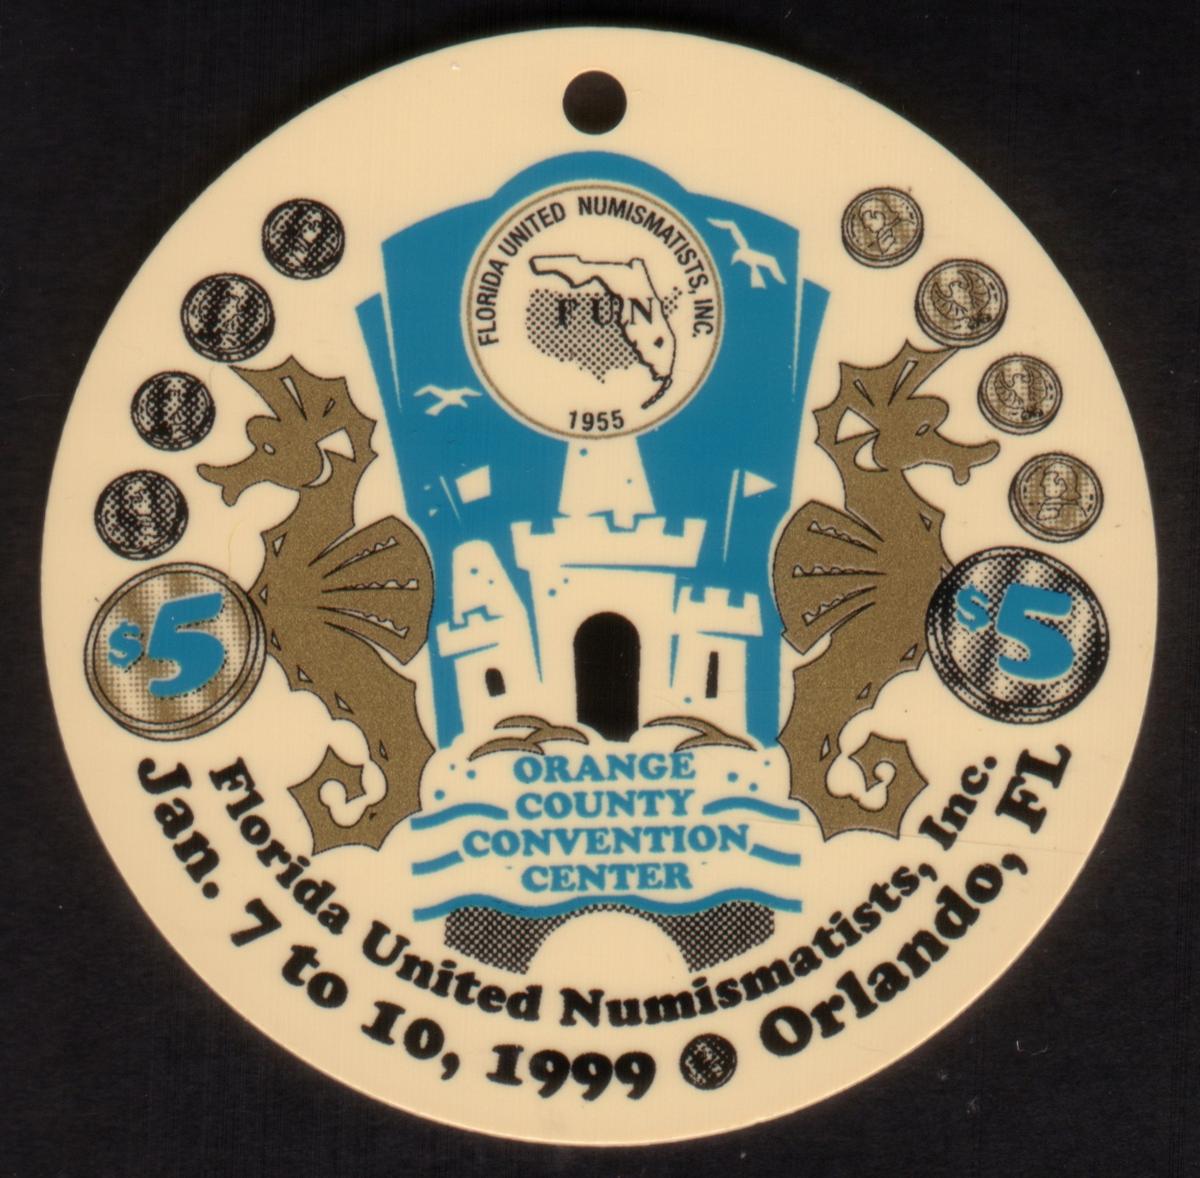 FLORIDA UNITED NUMISMATISTS, INC.
FUN
1955
$5
$5
ORANGE
COUNTY
CONVENTION
CENTER
Florida United Numismatists, Inc.
Jan. 7 to 10, 1999 Orlando, FL